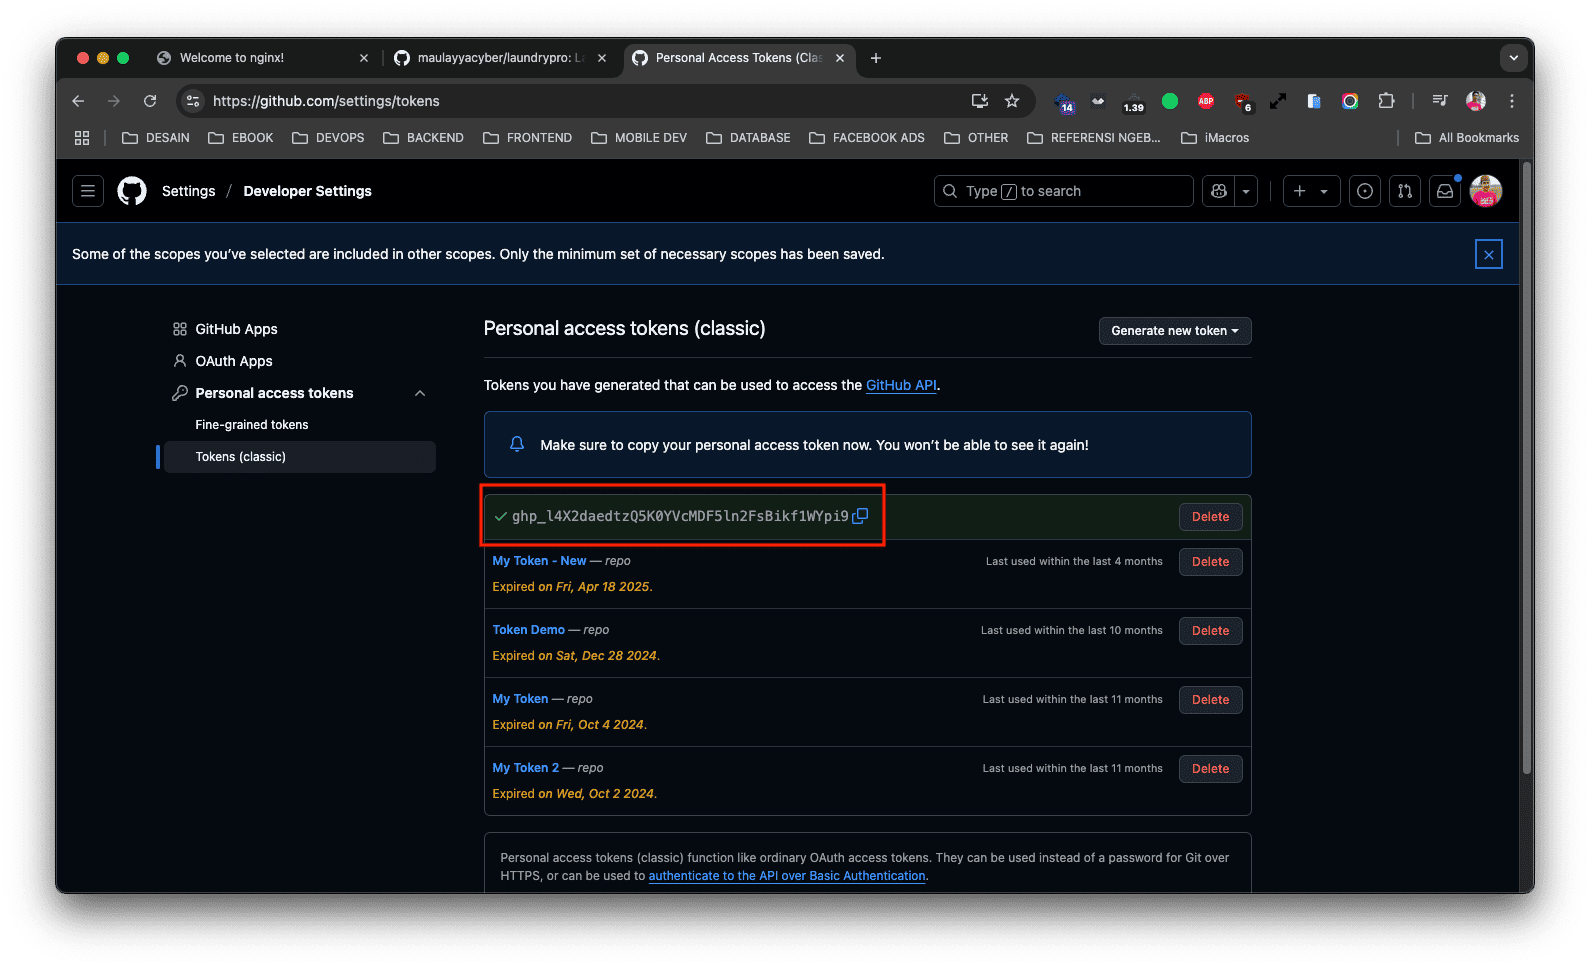 Welcome to nginx!
maulayyacyber/laundrypro: La
Personal Access Tokens (Clas
https://github.com/settings/tokens
14
1.39
ABP
6
DESAIN
EBOOK
DEVOPS
BACKEND
FRONTEND
MOBILE DEV
DATABASE
FACEBOOK ADS
OTHER
REFERENSI NGEB...
iMacros
All Bookmarks
Settings / Developer Settings
Type / to search
Some of the scopes you’ve selected are included in other scopes. Only the minimum set of necessary scopes has been saved.
GitHub Apps
OAuth Apps
Personal access tokens
Fine-grained tokens
Tokens (classic)
Personal access tokens (classic)
Generate new token
Tokens you have generated that can be used to access the GitHub API.
Make sure to copy your personal access token now. You won’t be able to see it again!
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
Delete
My Token - New — repo
Last used within the last 4 months
Delete
Expired on Fri, Apr 18 2025.
Token Demo — repo
Last used within the last 10 months
Delete
Expired on Sat, Dec 28 2024.
My Token — repo
Last used within the last 11 months
Delete
Expired on Fri, Oct 4 2024.
My Token 2 — repo
Last used within the last 11 months
Delete
Expired on Wed, Oct 2 2024.
Personal access tokens (classic) function like ordinary OAuth access tokens. They can be used instead of a password for Git over
HTTPS, or can be used to authenticate to the API over Basic Authentication.